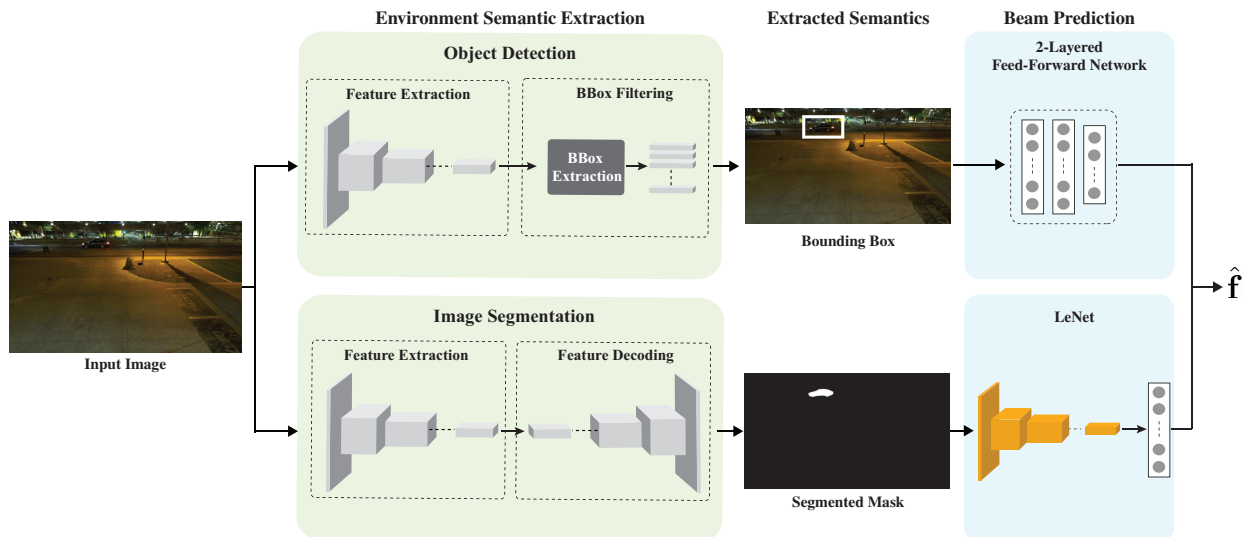 Environment Semantic Extraction
Extracted Semantics
Beam Prediction
Object Detection
Feature Extraction
BBox Filtering
BBox
Extraction
Bounding Box
2-Layered
Feed-Forward Network
Input Image
Image Segmentation
Feature Extraction
Feature Decoding
Segmented Mask
LeNet
f̂